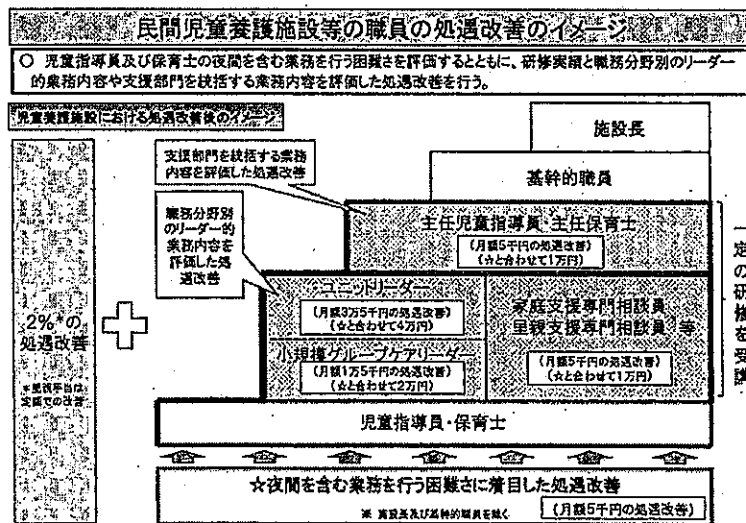 民間児童養護施設等の職員の処遇改善のイメージ
○ 児童指導員及び保育士の夜間を含む業務を行う困難さを評価するとともに、研修実績と職務分野別のリーダー
的業務内容や支援部門を統括する業務内容を評価した処遇改善を行う。
児童養護施設における処遇改善後のイメージ
施設長
支援部門を統括する業務
内容を評価した処遇改善
基幹的職員
職務分野別
のリーダー的
業務内容を
評価した処
遇改善
主任児童指導員・主任保育士
(月額5千円の処遇改善)
(☆と合わせて1万円)
ユニットリーダー
(月額3万5千円の処遇改善)
(☆と合わせて4万円)
小規模グループケアリーダー
(月額1万5千円の処遇改善)
(☆と合わせて2万円)
家庭支援専門相談員
里親支援専門相談員 等
(月額5千円の処遇改善)
(☆と合わせて1万円)
一定の研修を受講
2%*の
処遇改善
児童指導員・保育士
☆夜間を含む業務を行う困難さに着目した処遇改善
※ 施設長及び基幹的職員を除く
(月額5千円の処遇改善)